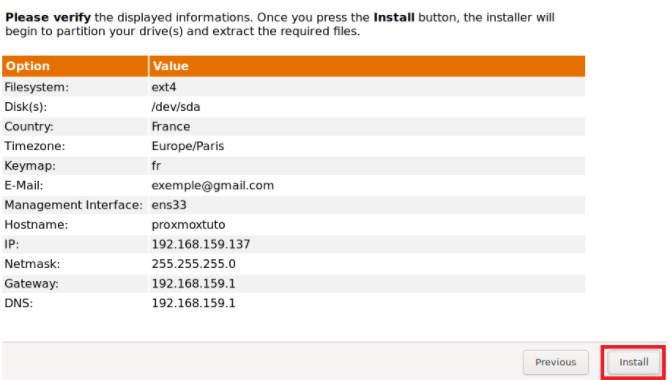 Please verify the displayed informations. Once you press the Install button, the installer will
begin to partition your drive(s) and extract the required files.
Option Value
Filesystem: ext4
Disk(s): /dev/sda
Country: France
Timezone: Europe/Paris
Keymap: fr
E-Mail: exemple@gmail.com
Management Interface: ens33
Hostname: proxmoxtuto
IP: 192.168.159.137
Netmask: 255.255.255.0
Gateway: 192.168.159.1
DNS: 192.168.159.1
Previous Install